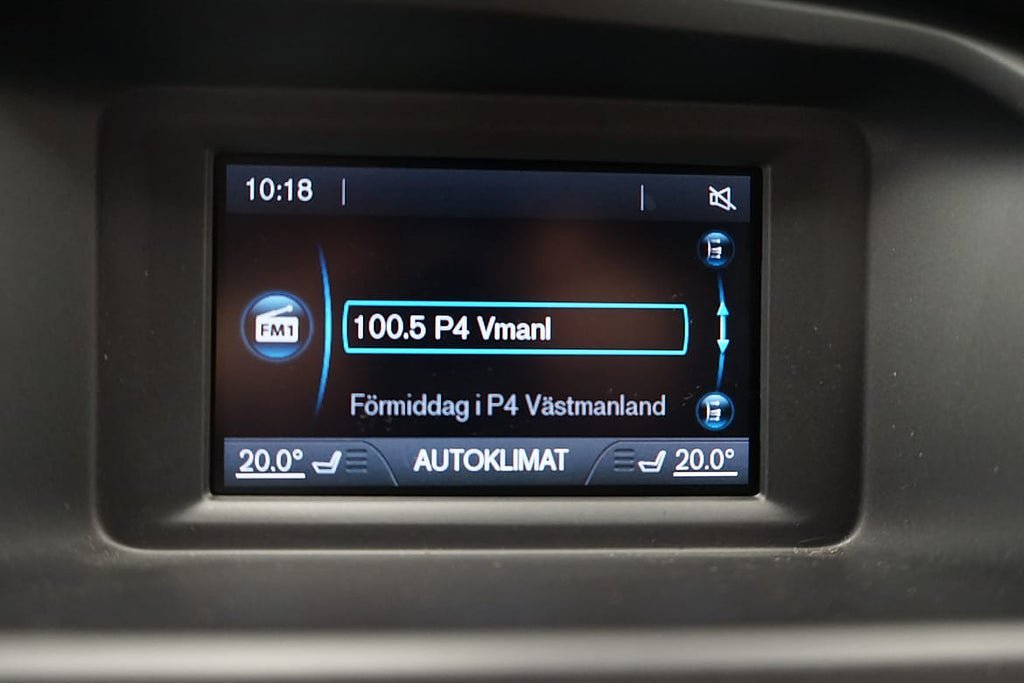 10:18
FM1
100.5 P4 Vmanl
Förmiddag i P4 Västmanland
20.0° AUTOKLIMAT 20.0°